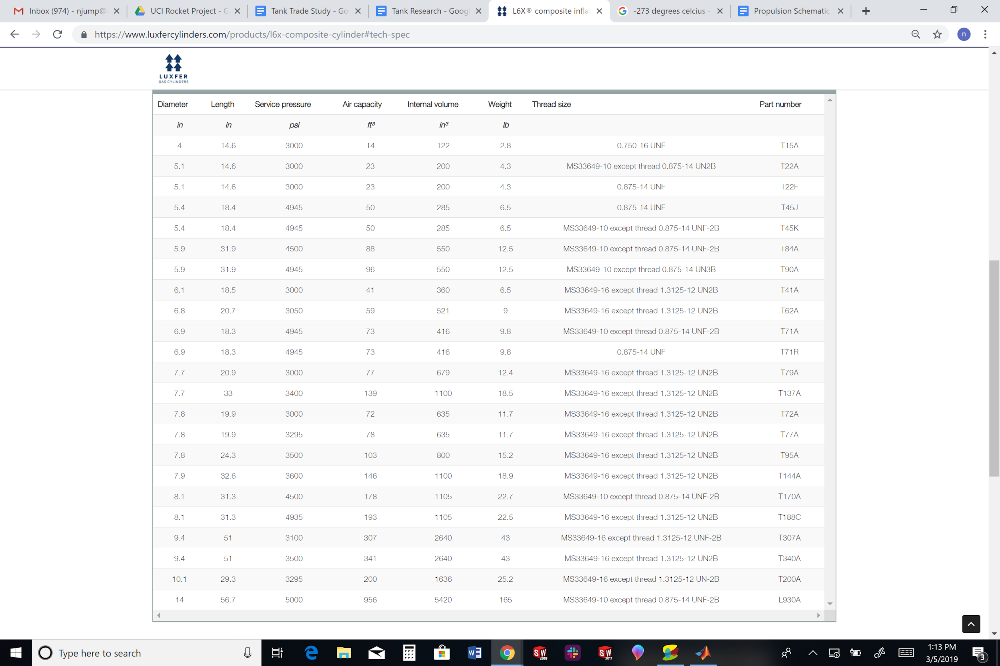 Inbox (974) - njump@
UCI Rocket Project - G
Tank Trade Study - Go
Tank Research - Goog
L6X® composite infla
-273 degrees celcius -
Propulsion Schematic
https://www.luxfercylinders.com/products/l6x-composite-cylinder#tech-spec
n
LUXFER
GAS CYLINDERS
Diameter Length Service pressure Air capacity Internal volume Weight Thread size Part number
in in psi ft³ in³ lb
4 14.6 3000 14 122 2.8 0.750-16 UNF T15A
5.1 14.6 3000 23 200 4.3 MS33649-10 except thread 0.875-14 UN2B T22A
5.1 14.6 3000 23 200 4.3 0.875-14 UNF T22F
5.4 18.4 4945 50 285 6.5 0.875-14 UNF T45J
5.4 18.4 4945 50 285 6.5 MS33649-10 except thread 0.875-14 UNF-2B T45K
5.9 31.9 4500 88 550 12.5 MS33649-10 except thread 0.875-14 UNF-2B T84A
5.9 31.9 4945 96 550 12.5 MS33649-10 except thread 0.875-14 UN3B T90A
6.1 18.5 3000 41 360 6.5 MS33649-16 except thread 1.3125-12 UN2B T41A
6.8 20.7 3050 59 521 9 MS33649-16 except thread 1.3125-12 UN2B T62A
6.9 18.3 4945 73 416 9.8 MS33649-10 except thread 0.875-14 UNF-2B T71A
6.9 18.3 4945 73 416 9.8 0.875-14 UNF T71R
7.7 20.9 3000 77 679 12.4 MS33649-16 except thread 1.3125-12 UN2B T79A
7.7 33 3400 139 1100 18.5 MS33649-16 except thread 1.3125-12 UN2B T137A
7.8 19.9 3000 72 635 11.7 MS33649-16 except thread 1.3125-12 UN2B T72A
7.8 19.9 3295 78 635 11.7 MS33649-16 except thread 1.3125-12 UN2B T77A
7.8 24.3 3500 103 800 15.2 MS33649-16 except thread 1.3125-12 UN2B T95A
7.9 32.6 3600 146 1100 18.9 MS33649-16 except thread 1.3125-12 UN2B T144A
8.1 31.3 4500 178 1105 22.7 MS33649-10 except thread 0.875-14 UNF-2B T170A
8.1 31.3 4935 193 1105 22.5 MS33649-16 except thread 1.3125-12 UN2B T188C
9.4 51 3100 307 2640 43 MS33649-16 except thread 1.3125-12 UNF-2B T307A
9.4 51 3500 341 2640 43 MS33649-16 except thread 1.3125-12 UN2B T340A
10.1 29.3 3295 200 1636 25.2 MS33649-16 except thread 1.3125-12 UN-2B T200A
14 56.7 5000 956 5420 165 MS33649-10 except thread 0.875-14 UNF-2B L930A
Type here to search
SW 2018
SW 2017
1:13 PM
3/5/2019
3